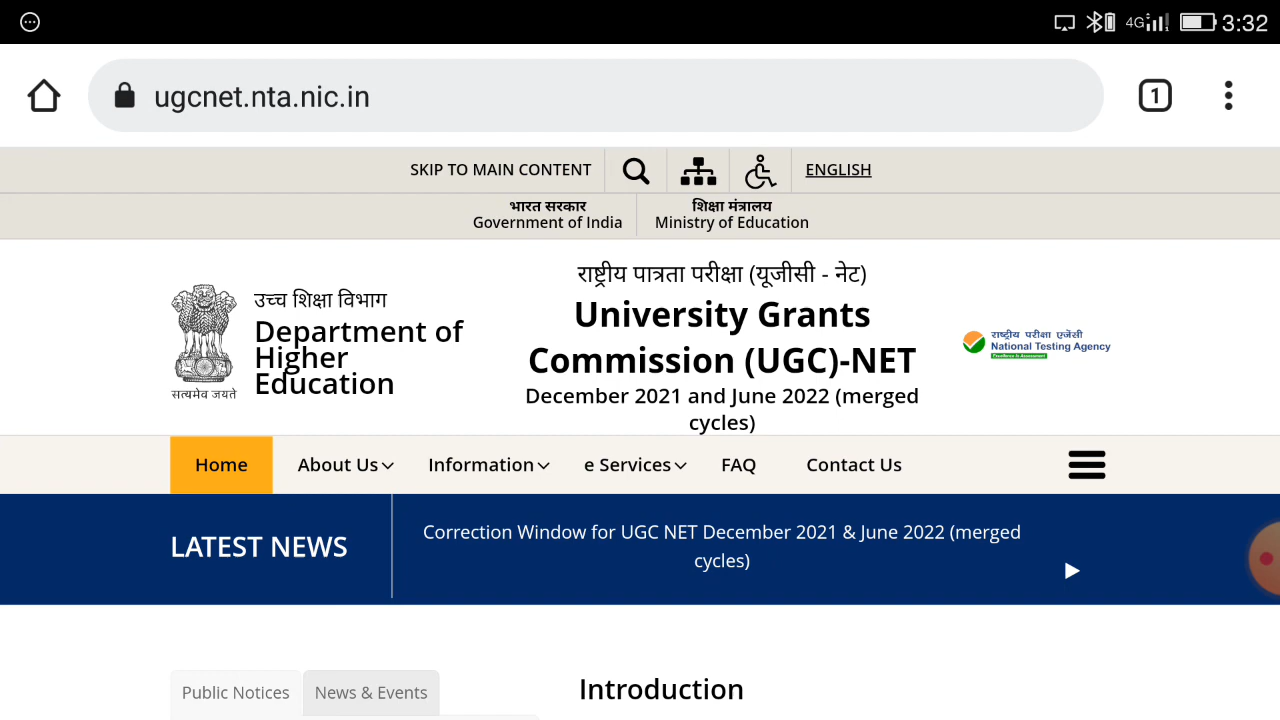 4G
3:32
1
ugcnet.nta.nic.in
SKIP TO MAIN CONTENT
ENGLISH
भारत सरकार
Government of India
शिक्षा मंत्रालय
Ministry of Education
सत्यमेव जयते
उच्च शिक्षा विभाग
Department of
Higher
Education
राष्ट्रीय पात्रता परीक्षा (यूजीसी - नेट)
University Grants
Commission (UGC)-NET
December 2021 and June 2022 (merged
cycles)
राष्ट्रीय परीक्षा एजेंसी
National Testing Agency
Excellence in Assessment
Home
About Us
Information
e Services
FAQ
Contact Us
LATEST NEWS
Correction Window for UGC NET December 2021 & June 2022 (merged
cycles)
Public Notices
News & Events
Introduction